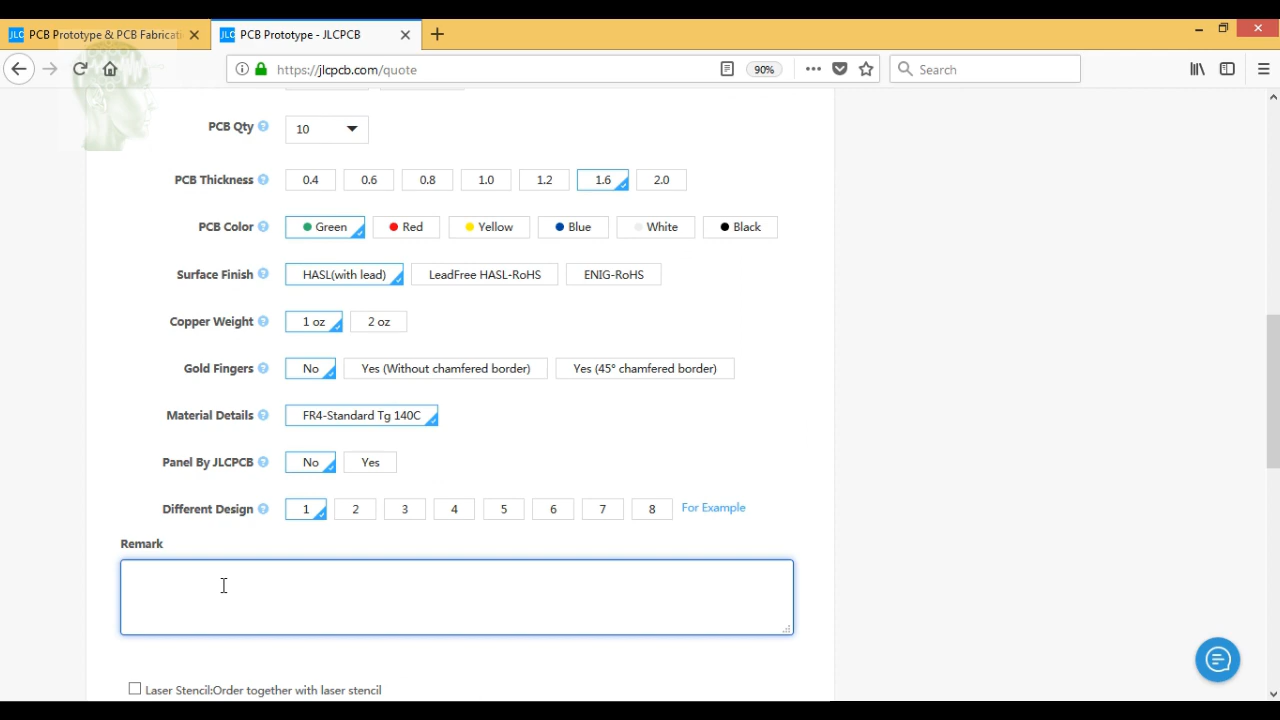 JLC PCB Prototype & PCB Fabricati
JLC PCB Prototype - JLCPCB
https://jlcpcb.com/quote
90%
Search
PCB Qty ? 10
PCB Thickness ? 0.4 0.6 0.8 1.0 1.2 1.6 2.0
PCB Color ? Green Red Yellow Blue White Black
Surface Finish ? HASL(with lead) LeadFree HASL-RoHS ENIG-RoHS
Copper Weight ? 1 oz 2 oz
Gold Fingers ? No Yes (Without chamfered border) Yes (45° chamfered border)
Material Details ? FR4-Standard Tg 140C
Panel By JLCPCB ? No Yes
Different Design ? 1 2 3 4 5 6 7 8 For Example
Remark
Laser Stencil:Order together with laser stencil